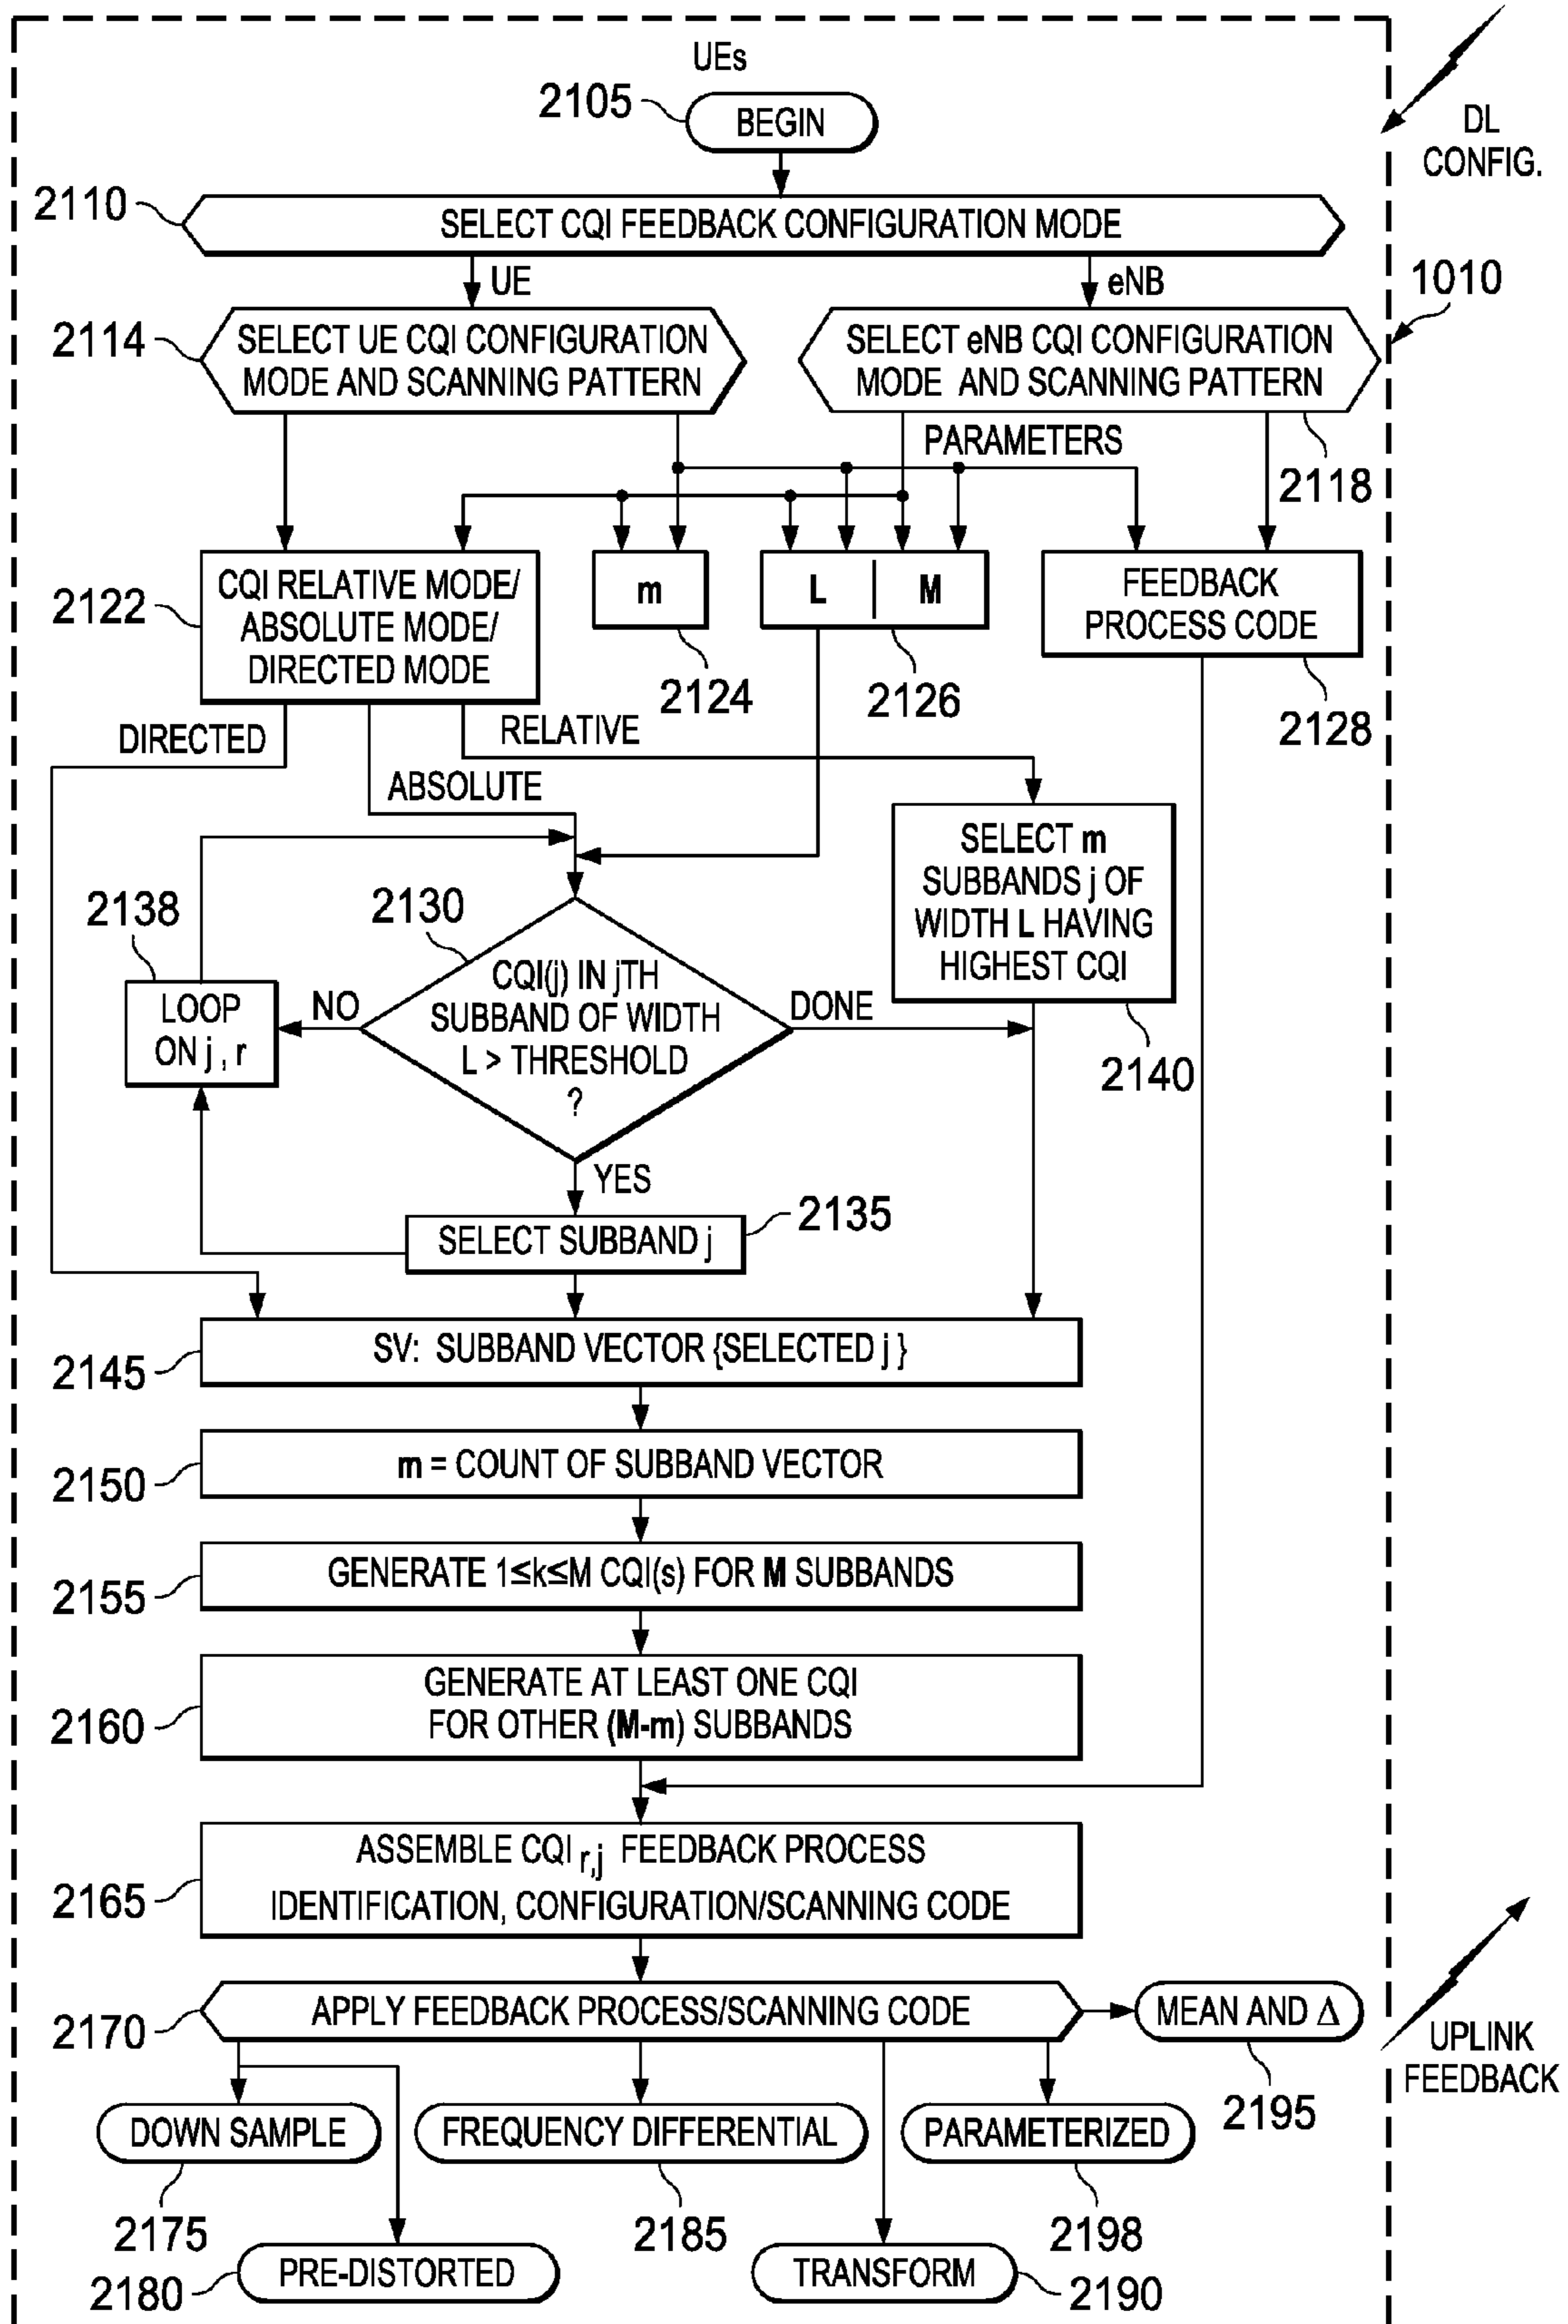 UEs
2105
BEGIN
DL
CONFIG.
2110
SELECT CQI FEEDBACK CONFIGURATION MODE
UE
eNB
1010
2114
SELECT UE CQI CONFIGURATION
MODE AND SCANNING PATTERN
SELECT eNB CQI CONFIGURATION
MODE AND SCANNING PATTERN
PARAMETERS
2118
2122
CQI RELATIVE MODE/
ABSOLUTE MODE/
DIRECTED MODE
m
L | M
FEEDBACK
PROCESS CODE
2124
2126
2128
DIRECTED
RELATIVE
ABSOLUTE
SELECT m
SUBBANDS j OF
WIDTH L HAVING
HIGHEST CQI
2138
2130
LOOP
ON j , r
NO
CQI(j) IN jTH
SUBBAND OF WIDTH
L > THRESHOLD
?
DONE
2140
YES
SELECT SUBBAND j
2135
2145
SV: SUBBAND VECTOR {SELECTED j }
2150
m = COUNT OF SUBBAND VECTOR
2155
GENERATE 1≤k≤M CQI(s) FOR M SUBBANDS
2160
GENERATE AT LEAST ONE CQI
FOR OTHER (M-m) SUBBANDS
2165
ASSEMBLE CQI r,j FEEDBACK PROCESS
IDENTIFICATION, CONFIGURATION/SCANNING CODE
2170
APPLY FEEDBACK PROCESS/SCANNING CODE
MEAN AND Δ
2195
UPLINK
FEEDBACK
DOWN SAMPLE
FREQUENCY DIFFERENTIAL
PARAMETERIZED
2175
2185
2198
2180
PRE-DISTORTED
TRANSFORM
2190